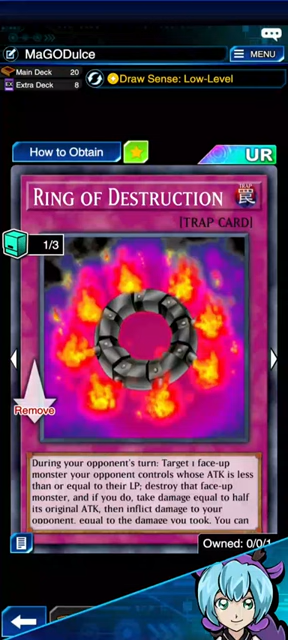 MaGODulce
MENU
Main Deck 20
EX Extra Deck 8
Draw Sense: Low-Level
How to Obtain
UR
RING OF DESTRUCTION
TRAP
罠
[TRAP CARD]
1/3
Remove
During your opponent's turn: Target 1 face-up
monster your opponent controls whose ATK is less
than or equal to their LP; destroy that face-up
monster, and if you do, take damage equal to half
its original ATK, then inflict damage to your
opponent, equal to the damage you took. You can
Owned: 0/0/1